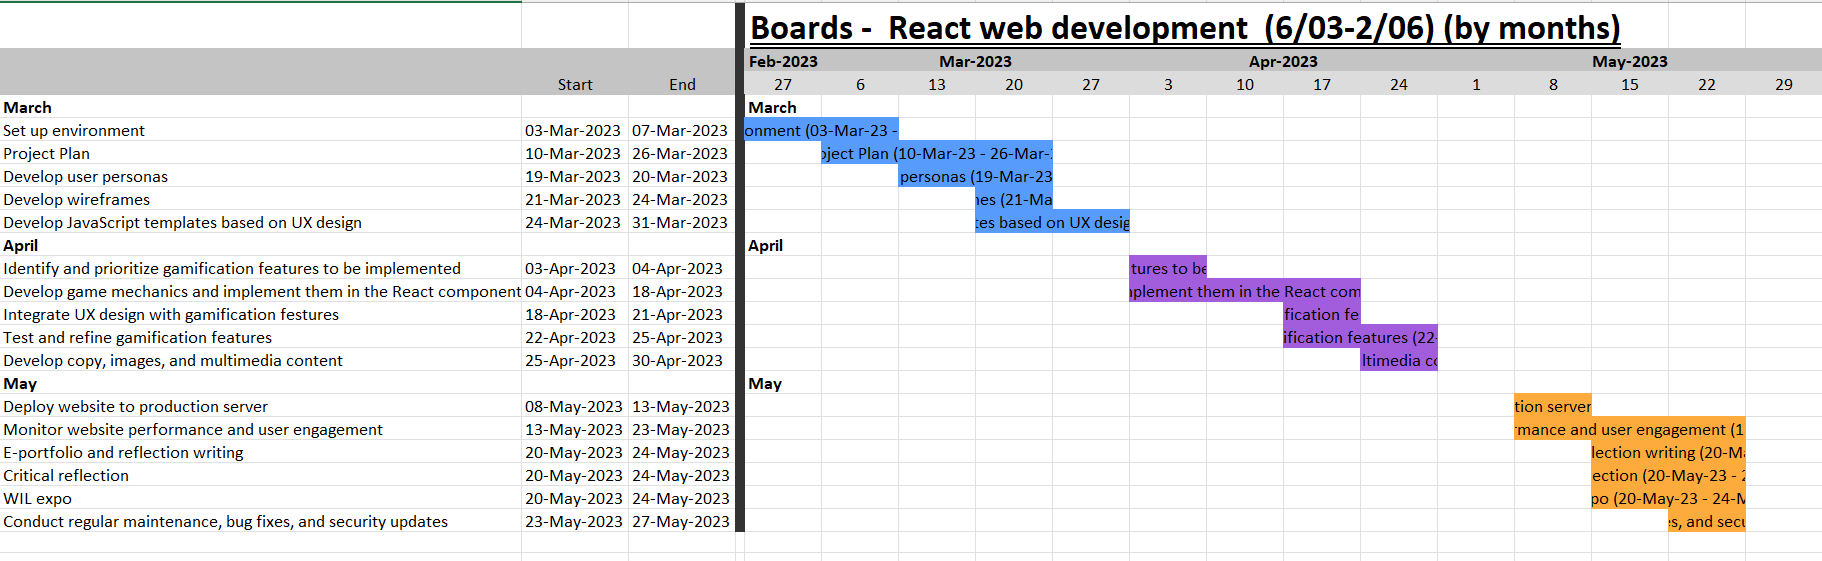 Boards -  React web development  (6/03-2/06) (by months)
Feb-2023 Mar-2023 Apr-2023 May-2023
Start End 27 6 13 20 27 3 10 17 24 1 8 15 22 29
March March
Set up environment 03-Mar-2023 07-Mar-2023 onment (03-Mar-23 -
Project Plan 10-Mar-2023 26-Mar-2023 oject Plan (10-Mar-23 - 26-Mar-
Develop user personas 19-Mar-2023 20-Mar-2023 personas (19-Mar-23
Develop wireframes 21-Mar-2023 24-Mar-2023 nes (21-Ma
Develop JavaScript templates based on UX design 24-Mar-2023 31-Mar-2023 tes based on UX desig
April April
Identify and prioritize gamification features to be implemented 03-Apr-2023 04-Apr-2023 tures to be
Develop game mechanics and implement them in the React component 04-Apr-2023 18-Apr-2023 nplement them in the React com
Integrate UX design with gamification festures 18-Apr-2023 21-Apr-2023 fication fe
Test and refine gamification features 22-Apr-2023 25-Apr-2023 ification features (22-
Develop copy, images, and multimedia content 25-Apr-2023 30-Apr-2023 ltimedia co
May May
Deploy website to production server 08-May-2023 13-May-2023 tion server
Monitor website performance and user engagement 13-May-2023 23-May-2023 rmance and user engagement (1
E-portfolio and reflection writing 20-May-2023 24-May-2023 lection writing (20-Ma
Critical reflection 20-May-2023 24-May-2023 ection (20-May-23 - 2
WIL expo 20-May-2023 24-May-2023 po (20-May-23 - 24-M
Conduct regular maintenance, bug fixes, and security updates 23-May-2023 27-May-2023 s, and secu